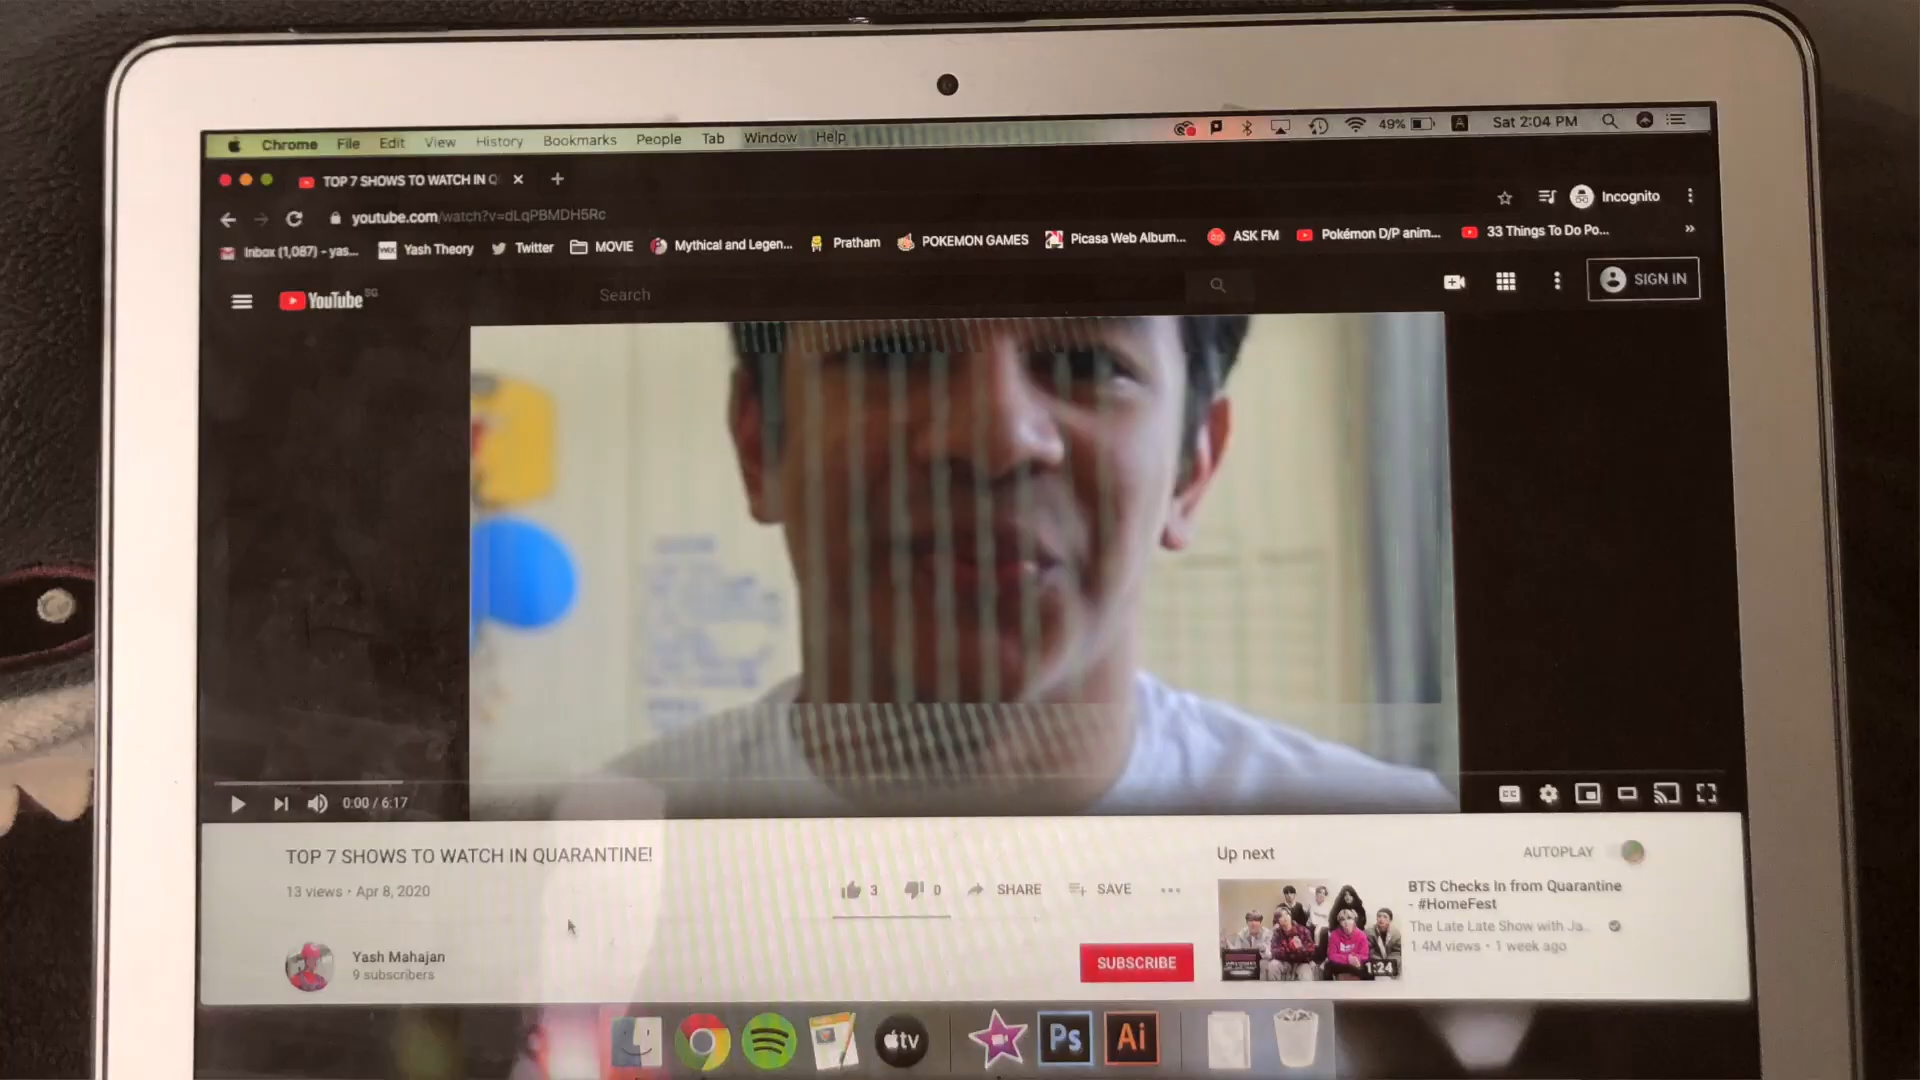 Chrome File Edit View History Bookmarks People Tab Window Help 49% A Sat 2:04 PM
TOP 7 SHOWS TO WATCH IN Q
youtube.com/watch?v=dLqPBMDH5Rc Incognito
Inbox (1,087) - yas... Yash Theory Twitter MOVIE Mythical and Legen... Pratham POKEMON GAMES Picasa Web Album... ASK FM Pokémon D/P anim... 33 Things To Do Po... »
YouTube SG Search SIGN IN
0:00 / 6:17 CC
TOP 7 SHOWS TO WATCH IN QUARANTINE!
13 views • Apr 8, 2020
3 0 SHARE SAVE
Yash Mahajan
9 subscribers
SUBSCRIBE
Up next AUTOPLAY
BTS Checks In from Quarantine
- #HomeFest
The Late Late Show with Ja...
1.4M views • 1 week ago
1:24
tv Ps Ai